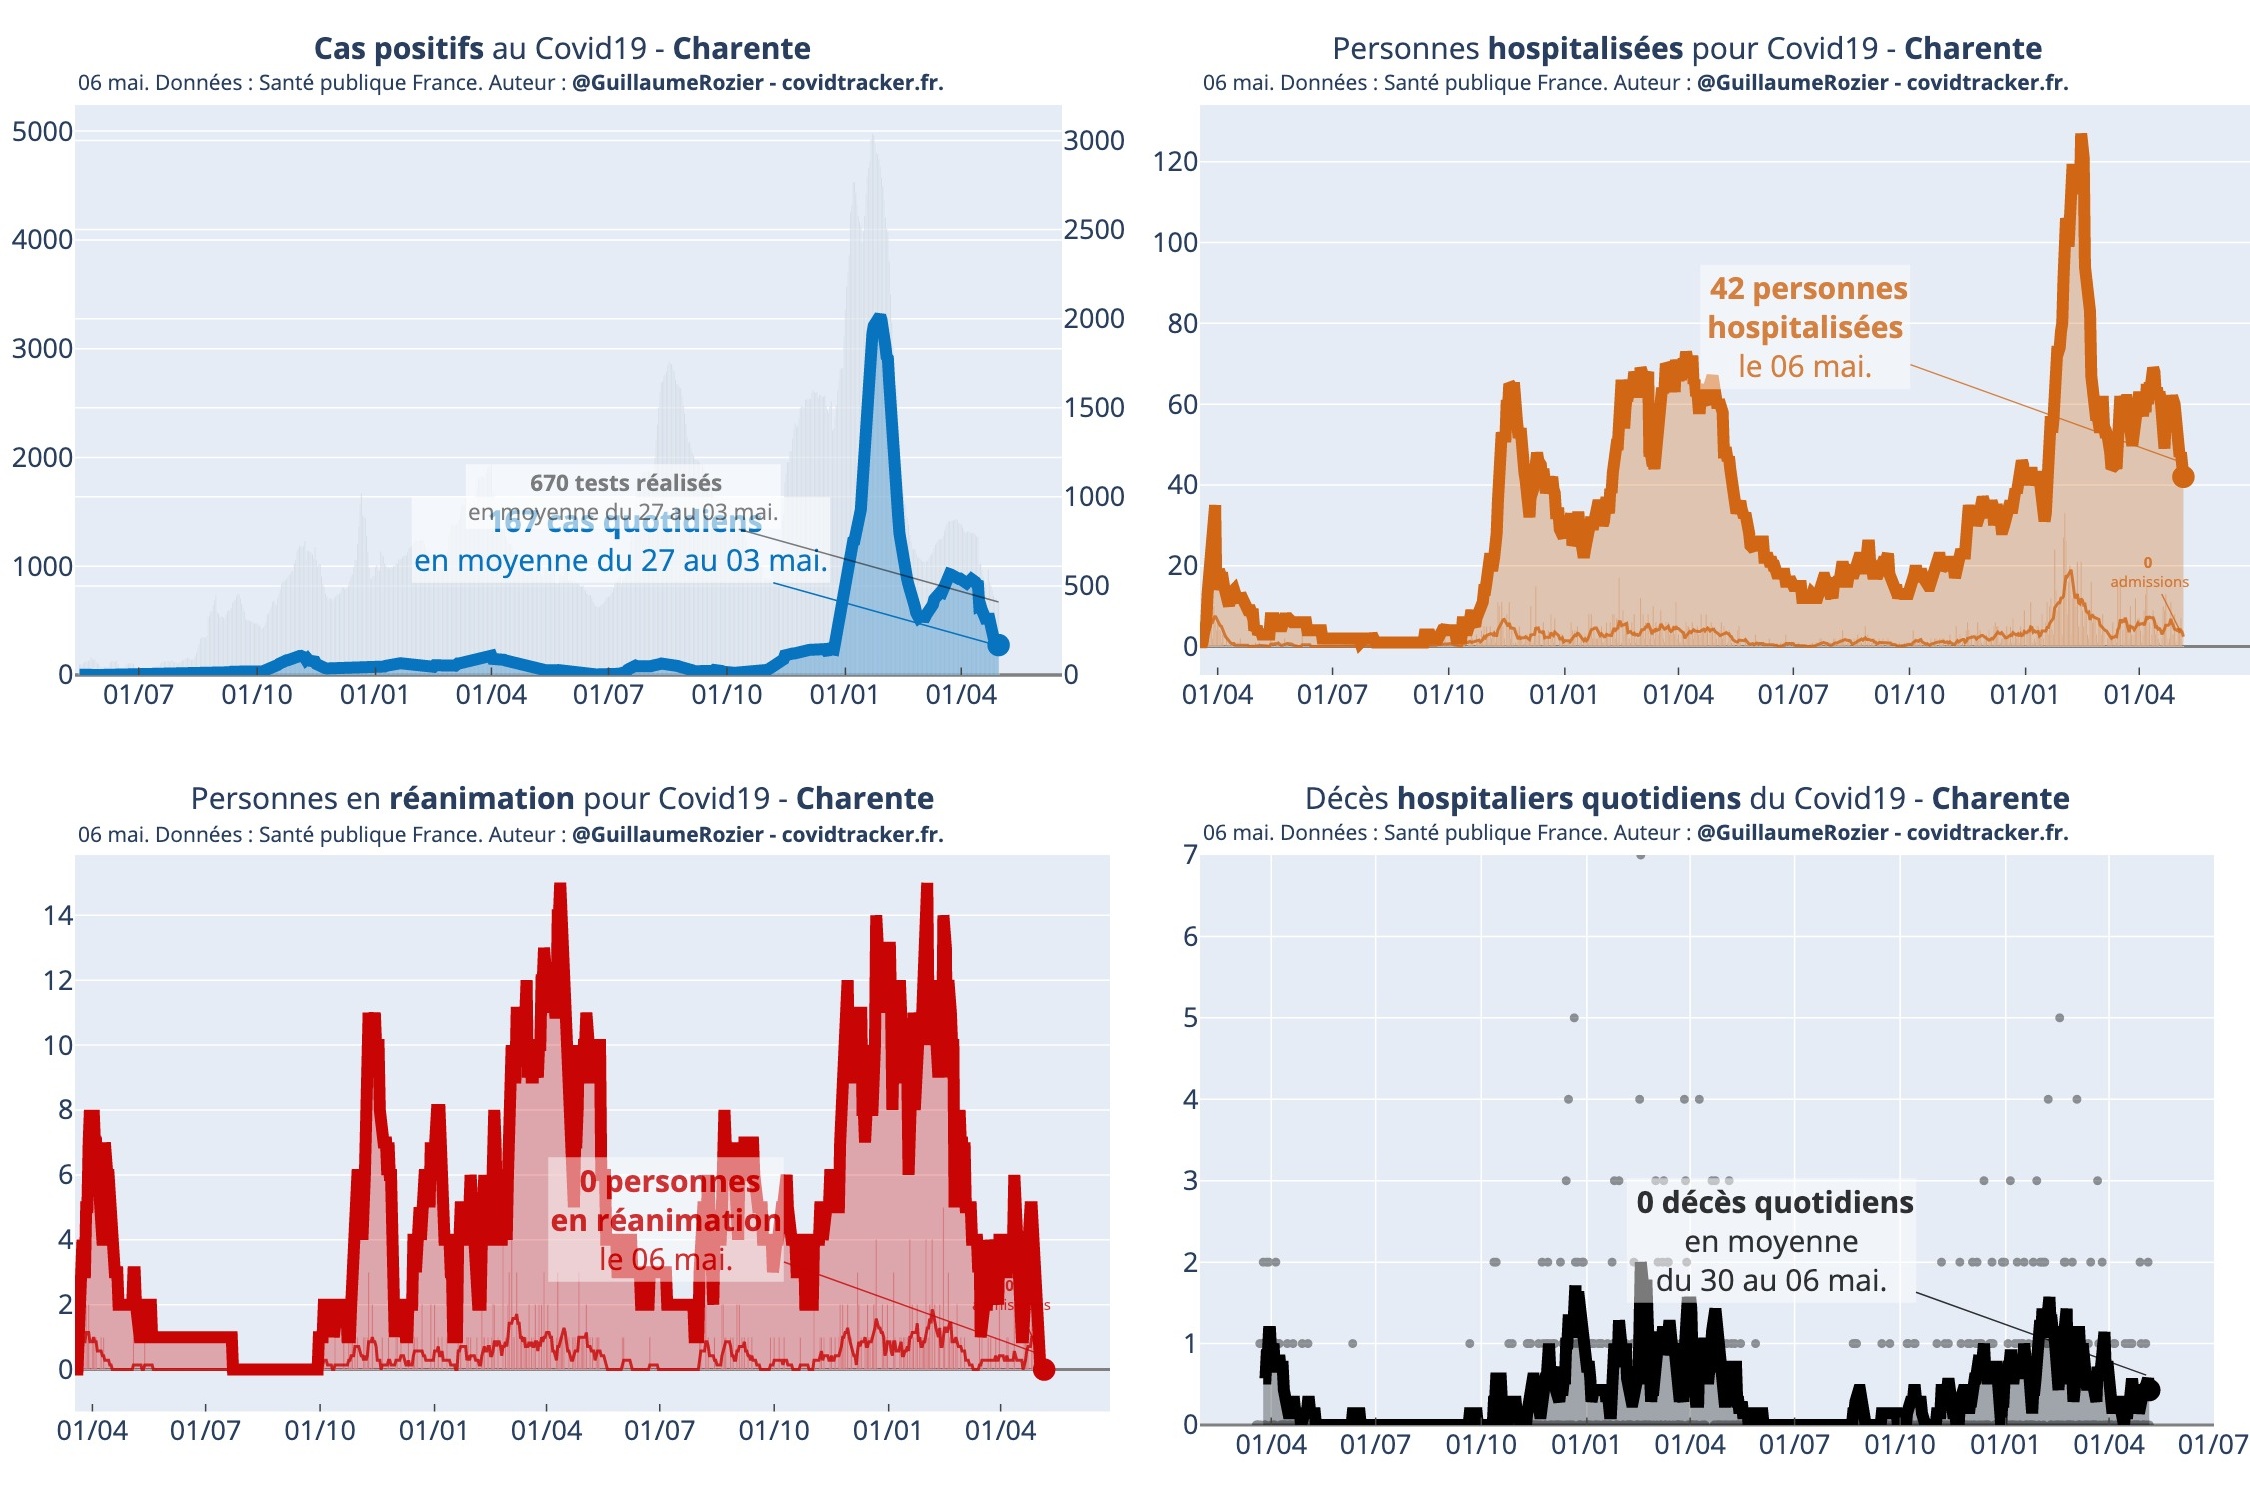 Cas positifs au Covid19 - Charente
06 mai. Données : Santé publique France. Auteur : @GuillaumeRozier - covidtracker.fr.
5000
4000
3000
2000
1000
0
3000
2500
2000
1500
1000
500
0
670 tests réalisés
en moyenne du 27 au 03 mai.
167 cas quotidiens
en moyenne du 27 au 03 mai.
01/07 01/10 01/01 01/04 01/07 01/10 01/01 01/04
Personnes hospitalisées pour Covid19 - Charente
06 mai. Données : Santé publique France. Auteur : @GuillaumeRozier - covidtracker.fr.
120
100
80
60
40
20
0
42 personnes
hospitalisées
le 06 mai.
0
admissions
01/04 01/07 01/10 01/01 01/04 01/07 01/10 01/01 01/04
Personnes en réanimation pour Covid19 - Charente
06 mai. Données : Santé publique France. Auteur : @GuillaumeRozier - covidtracker.fr.
14
12
10
8
6
4
2
0
0 personnes
en réanimation
le 06 mai.
0
admissions
01/04 01/07 01/10 01/01 01/04 01/07 01/10 01/01 01/04
Décès hospitaliers quotidiens du Covid19 - Charente
06 mai. Données : Santé publique France. Auteur : @GuillaumeRozier - covidtracker.fr.
7
6
5
4
3
2
1
0
0 décès quotidiens
en moyenne
du 30 au 06 mai.
01/04 01/07 01/10 01/01 01/04 01/07 01/10 01/01 01/04 01/07